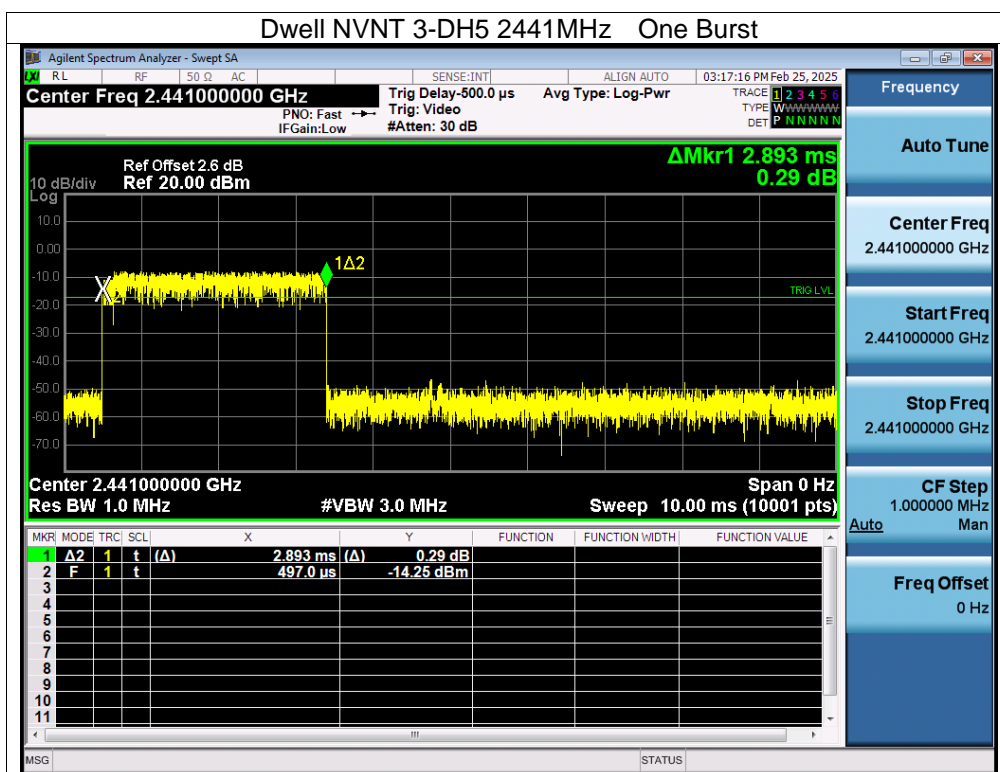 Dwell NVNT 3-DH5 2441MHz One Burst
Agilent Spectrum Analyzer - Swept SA
LXI RL RF 50 Ω AC SENSE:INT ALIGN AUTO 03:17:16 PM Feb 25, 2025
Center Freq 2.441000000 GHz
PNO: Fast
IFGain:Low
Trig Delay-500.0 µs
Trig: Video
#Atten: 30 dB
Avg Type: Log-Pwr
TRACE 1 2 3 4 5 6
TYPE WWWWWWW
DET P N N N N N
Ref Offset 2.6 dB
Ref 20.00 dBm
10 dB/div
Log
ΔMkr1 2.893 ms
0.29 dB
10.0
0.00
-10.0
-20.0
-30.0
-40.0
-50.0
-60.0
-70.0
1Δ2
TRIG LVL
Center 2.441000000 GHz Span 0 Hz
Res BW 1.0 MHz #VBW 3.0 MHz Sweep 10.00 ms (10001 pts)
MKR MODE TRC SCL X Y FUNCTION FUNCTION WIDTH FUNCTION VALUE
1 Δ2 1 t (Δ) 2.893 ms (Δ) 0.29 dB
2 F 1 t 497.0 µs -14.25 dBm
3
4
5
6
7
8
9
10
11
MSG STATUS
Frequency
Auto Tune
Center Freq
2.441000000 GHz
Start Freq
2.441000000 GHz
Stop Freq
2.441000000 GHz
CF Step
1.000000 MHz
Auto Man
Freq Offset
0 Hz